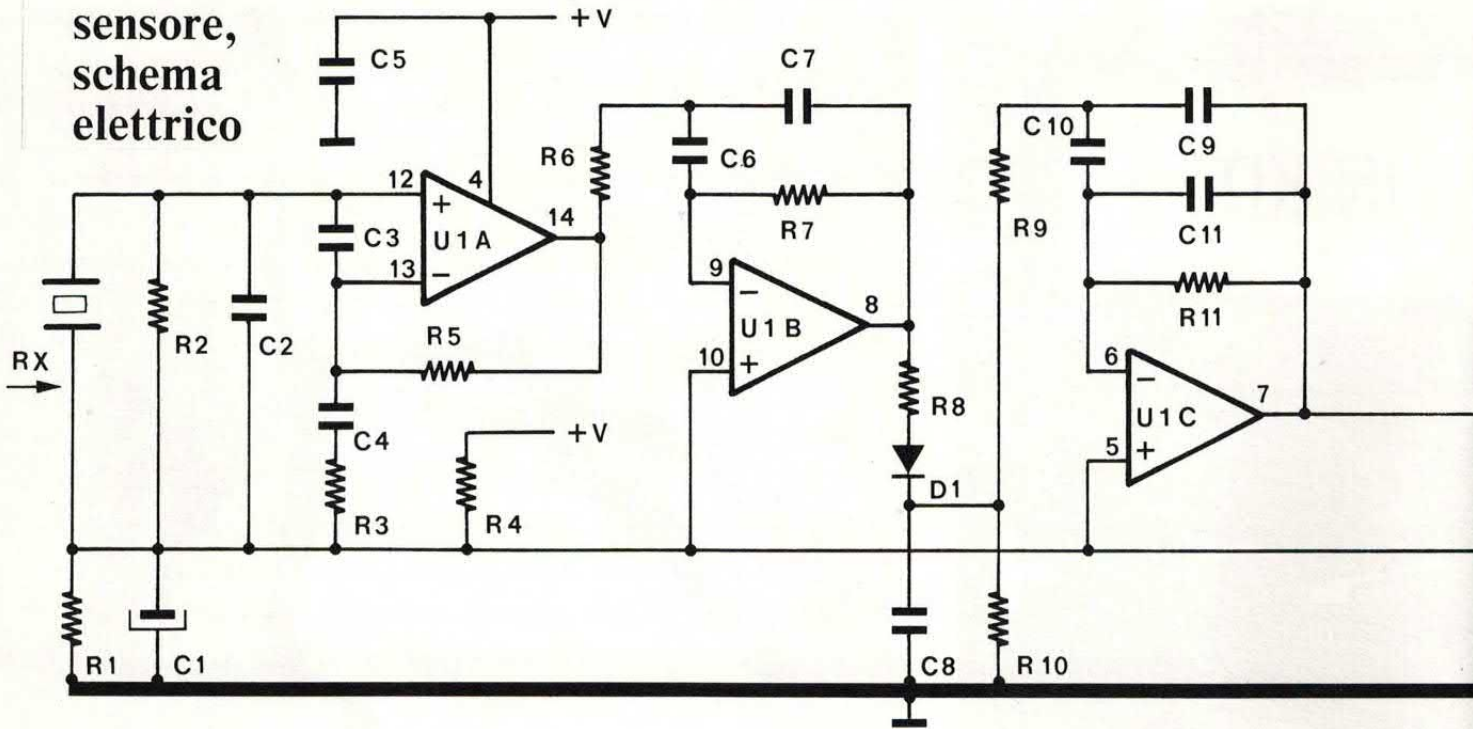 sensore,
schema
elettrico
+V
C5
C7
R6
C6
R7
C10
C9
C11
R9
R11
12
+
4
U1A
14
C3
13
−
9
−
U1B
8
10
+
6
−
U1C
7
5
+
RX
R2
C2
R5
C4
+V
R3
R4
R8
D1
R1
C1
C8
R10